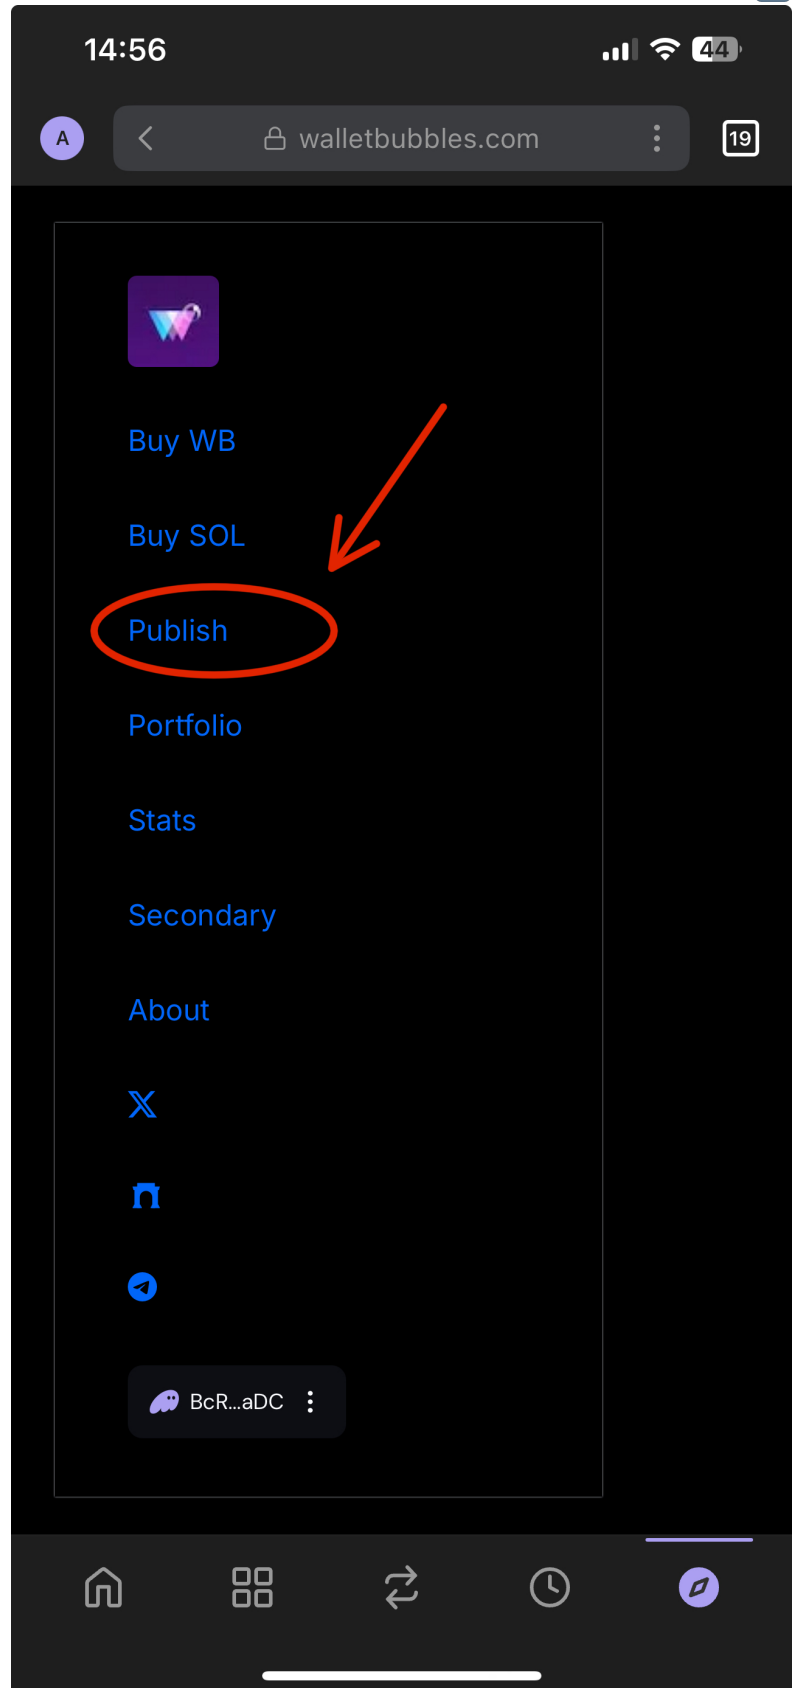 14:56
44
A
walletbubbles.com
19
Buy WB
Buy SOL
Publish
Portfolio
Stats
Secondary
About
BcR...aDC